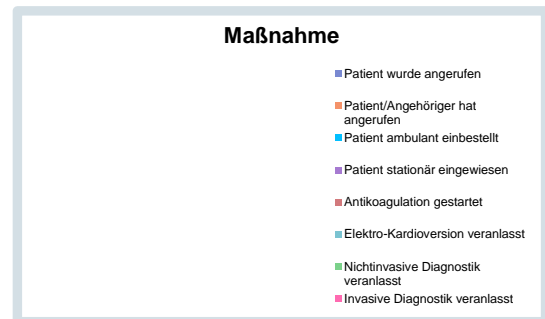 Maßnahme
Patient wurde angerufen
Patient/Angehöriger hat
angerufen
Patient ambulant einbestellt
Patient stationär eingewiesen
Antikoagulation gestartet
Elektro-Kardioversion veranlasst
Nichtinvasive Diagnostik
veranlasst
Invasive Diagnostik veranlasst